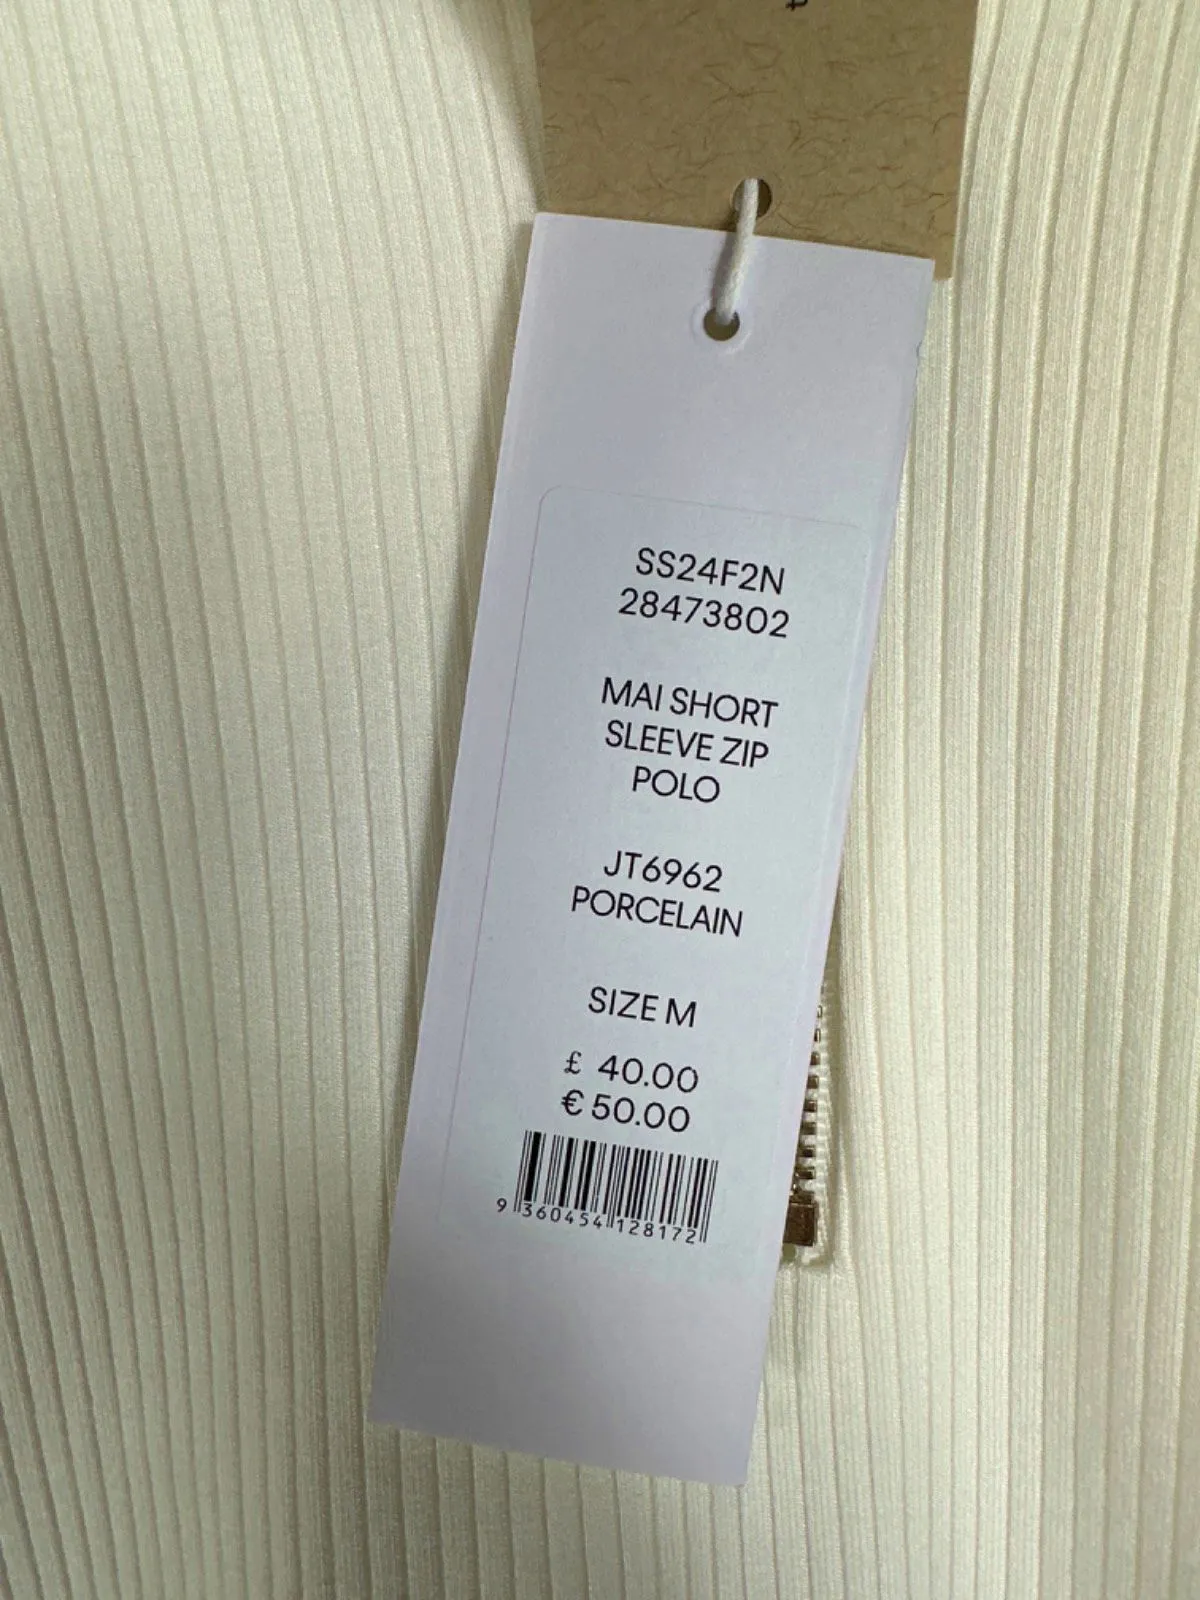 SS24F2N
28473802
MAI SHORT
SLEEVE ZIP
POLO
JT6962
PORCELAIN
SIZE M
£ 40.00
€ 50.00
9 360454 128172